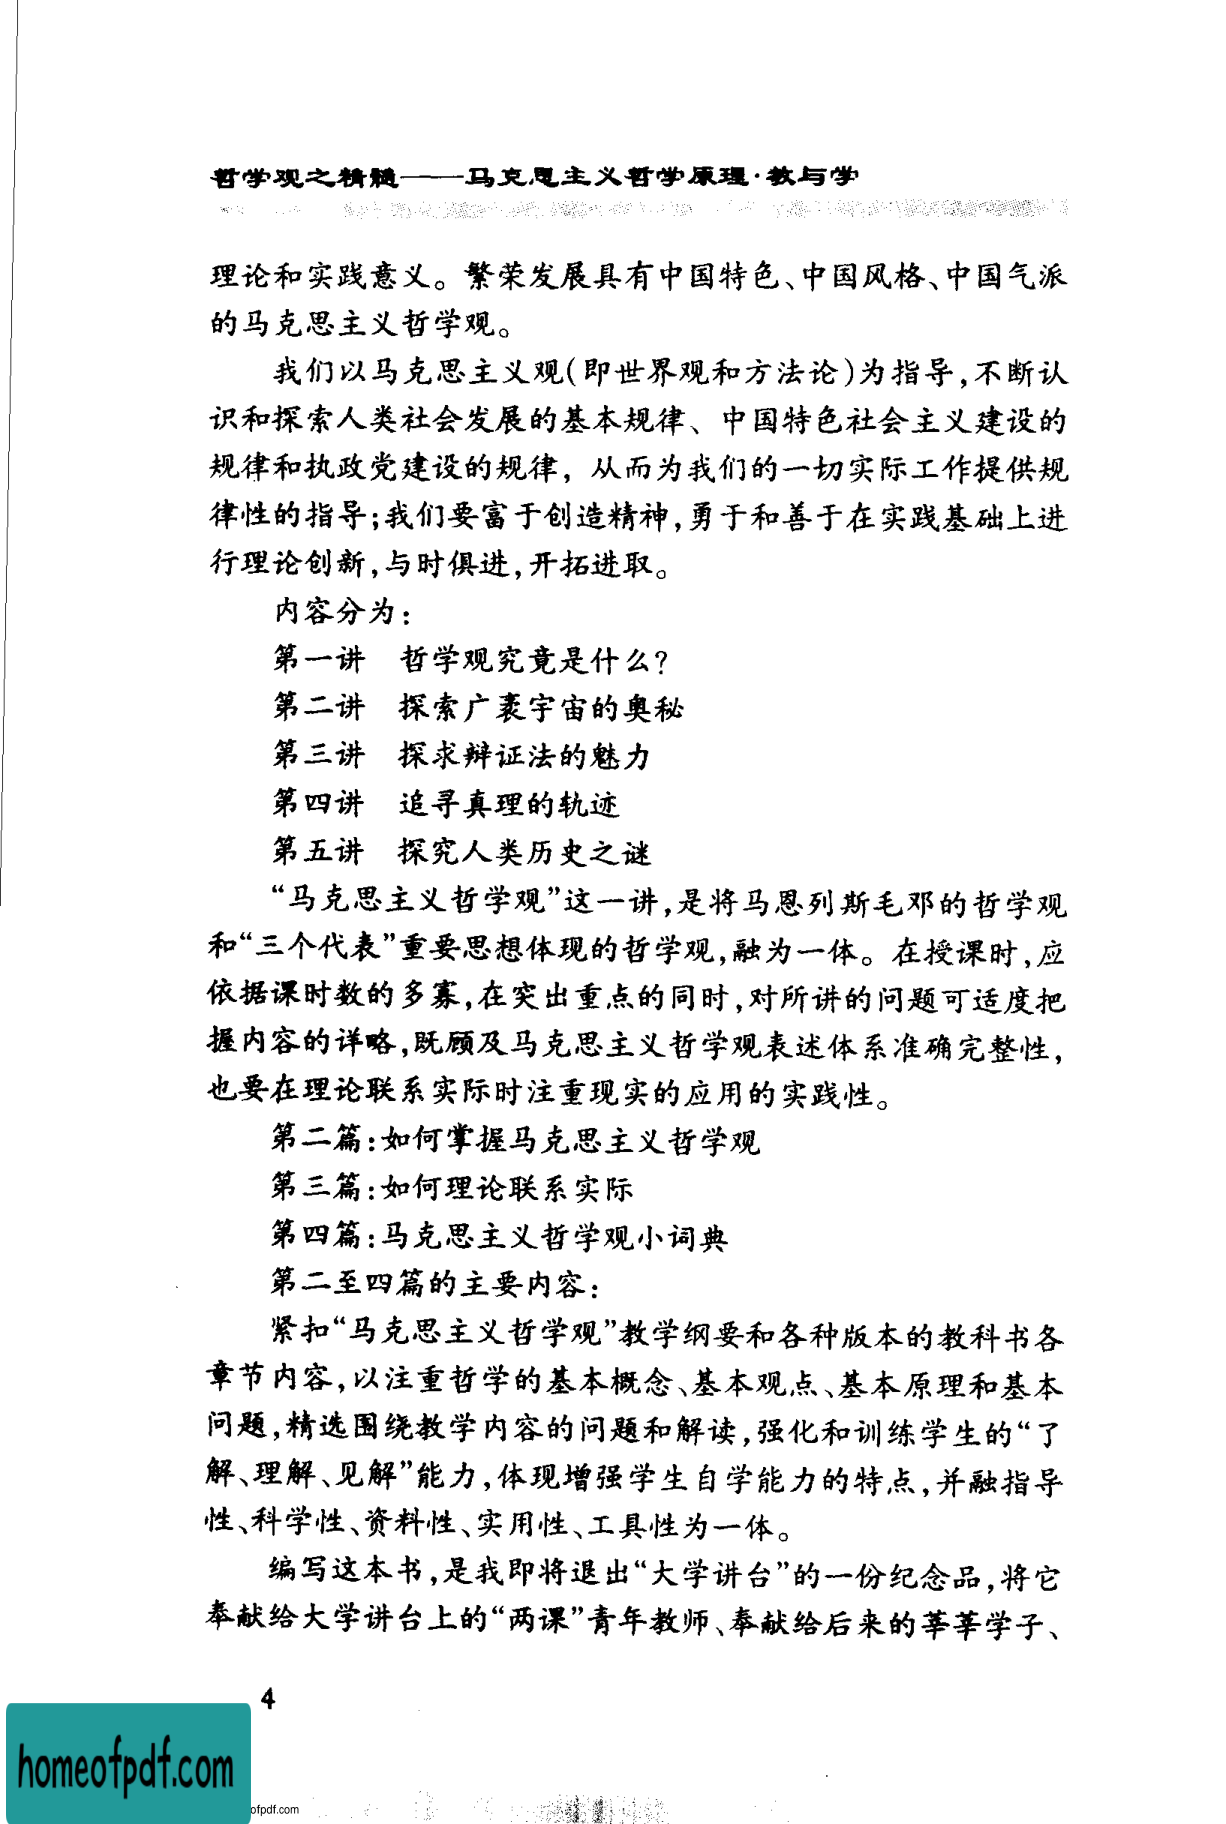 哲学观之精髓——马克思主义哲学原理·教与学
理论和实践意义。繁荣发展具有中国特色、中国风格、中国气派
的马克思主义哲学观。
我们以马克思主义观(即世界观和方法论)为指导,不断认
识和探索人类社会发展的基本规律、中国特色社会主义建设的
规律和执政党建设的规律,从而为我们的一切实际工作提供规
律性的指导;我们要富于创造精神,勇于和善于在实践基础上进
行理论创新,与时俱进,开拓进取。
内容分为:
第一讲 哲学观究竟是什么?
第二讲 探索广袤宇宙的奥秘
第三讲 探求辩证法的魅力
第四讲 追寻真理的轨迹
第五讲 探究人类历史之谜
“马克思主义哲学观”这一讲,是将马恩列斯毛邓的哲学观
和“三个代表”重要思想体现的哲学观,融为一体。在授课时,应
依据课时数的多寡,在突出重点的同时,对所讲的问题可适度把
握内容的详略,既顾及马克思主义哲学观表述体系准确完整性,
也要在理论联系实际时注重现实的应用的实践性。
第二篇:如何掌握马克思主义哲学观
第三篇:如何理论联系实际
第四篇:马克思主义哲学观小词典
第二至四篇的主要内容:
紧扣“马克思主义哲学观”教学纲要和各种版本的教科书各
章节内容,以注重哲学的基本概念、基本观点、基本原理和基本
问题,精选围绕教学内容的问题和解读,强化和训练学生的“了
解、理解、见解”能力,体现增强学生自学能力的特点,并融指导
性、科学性、资料性、实用性、工具性为一体。
编写这本书,是我即将退出“大学讲台”的一份纪念品,将它
奉献给大学讲台上的“两课”青年教师、奉献给后来的莘莘学子、
4
homeofpdf.com
ofpdf.com